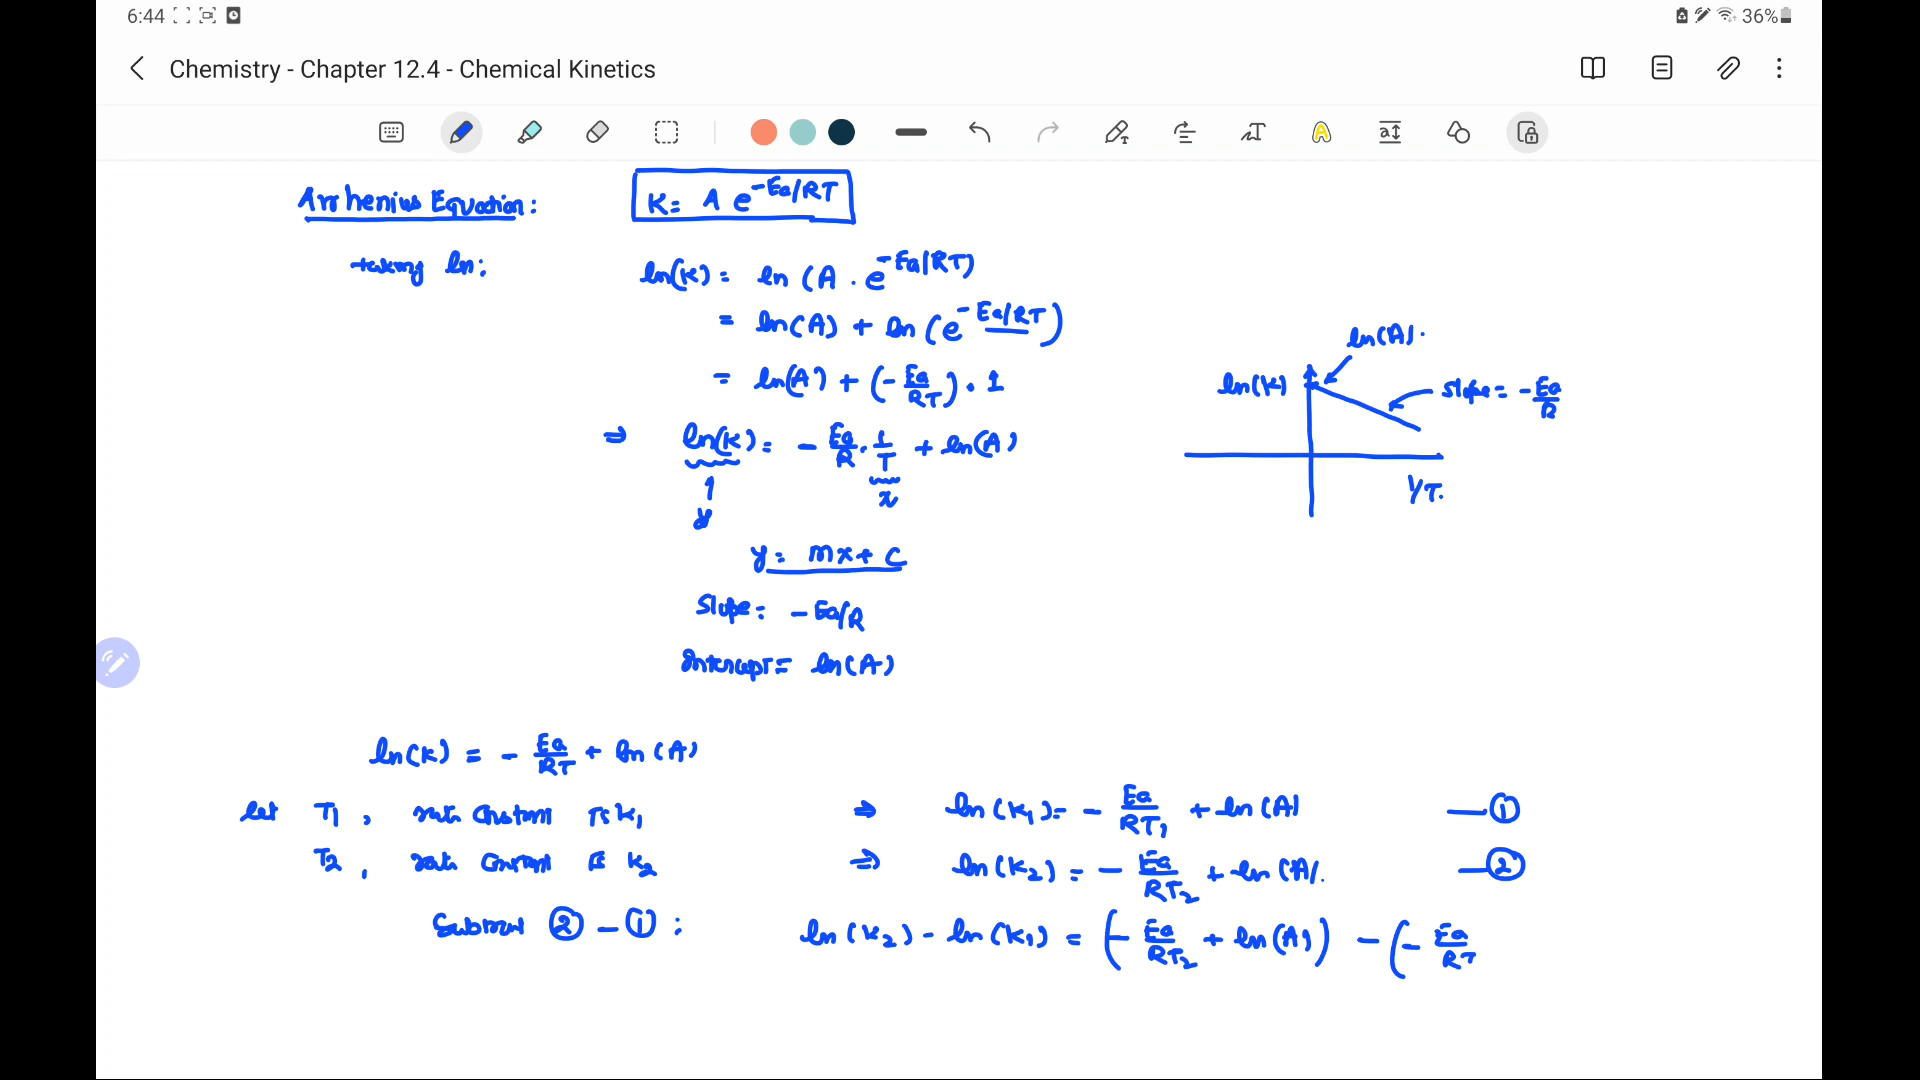 6:44
36%
Chemistry - Chapter 12.4 - Chemical Kinetics
Arrhenius Equation: K = A e^{-Ea/RT}
taking ln: ln(K) = ln (A . e^{-Ea/RT})
= ln(A) + ln (e^{-Ea/RT})
= ln(A) + (-Ea/RT) . 1
⇒ ln(K) = - Ea/R . 1/T + ln(A)
y
x
y = mx + C
Slope = - Ea/R
Intercept = ln(A)
ln(A).
ln(K)
slope = - Ea/R
1/T.
ln(K) = - Ea/RT + ln(A)
let T1, rate constant is K1 ⇒ ln(K1) = - Ea/RT1 + ln(A) — ①
T2, rate constant is K2 ⇒ ln(K2) = - Ea/RT2 + ln(A). — ②
Subtract ② - ① : ln(K2) - ln(K1) = (- Ea/RT2 + ln(A)) - (- Ea/RT